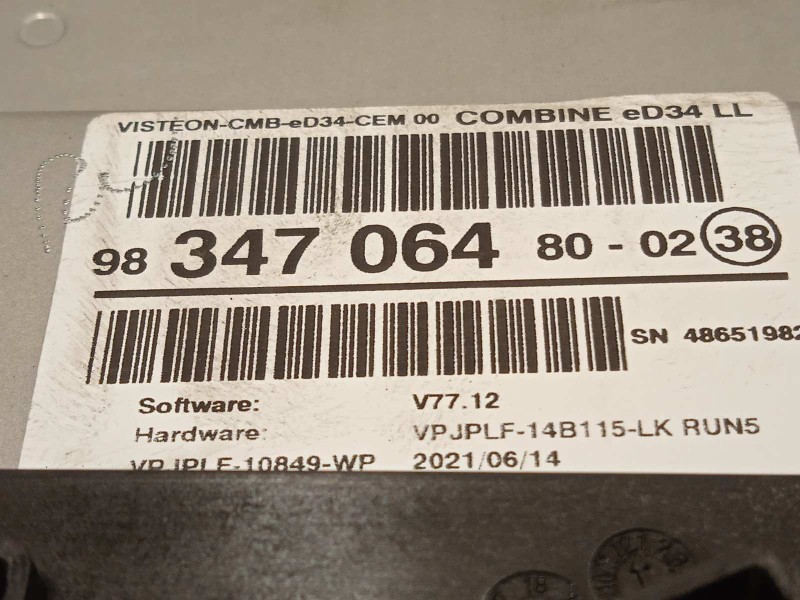 VISTEON-CMB-eD34-CEM 00 COMBINE eD34 LL
98 347 064 80 - 02 38
SN 4865198
Software: V77.12
Hardware: VPJPLF-14B115-LK RUN5
VPJPLF-10849-WP 2021/06/14